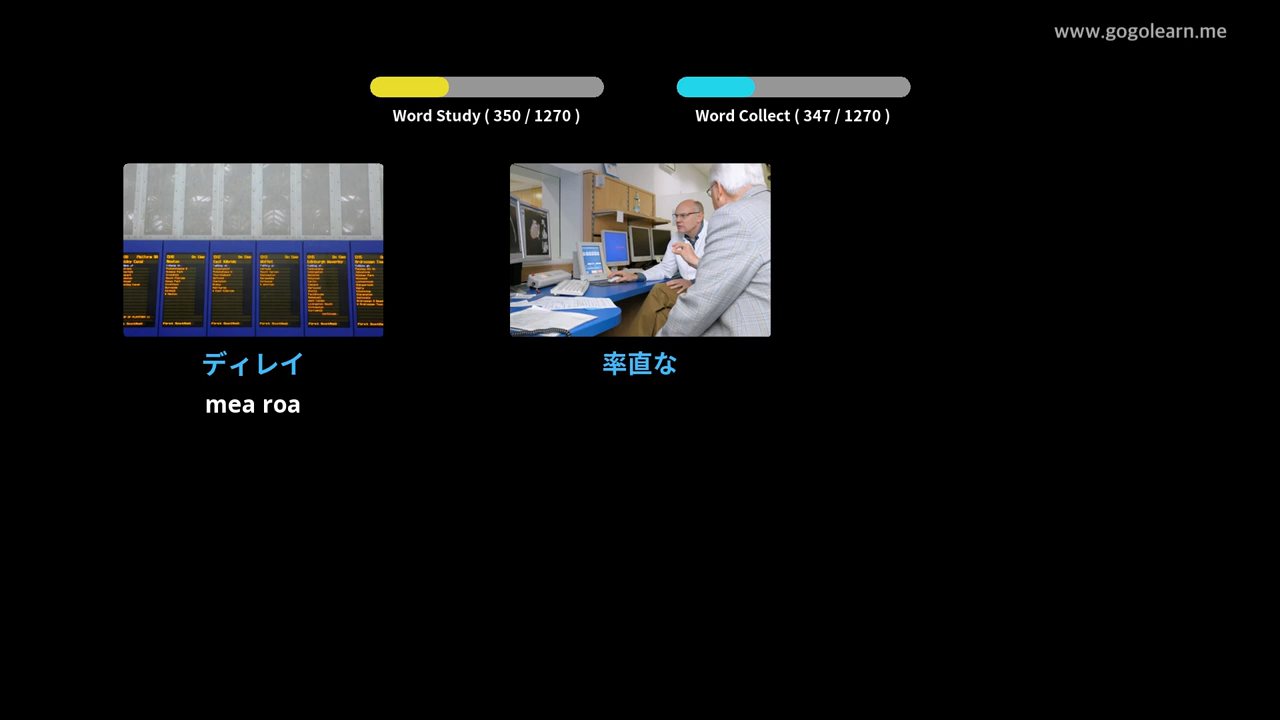 www.gogolearn.me
Word Study ( 350 / 1270 )
Word Collect ( 347 / 1270 )
ディレイ
率直な
mea roa